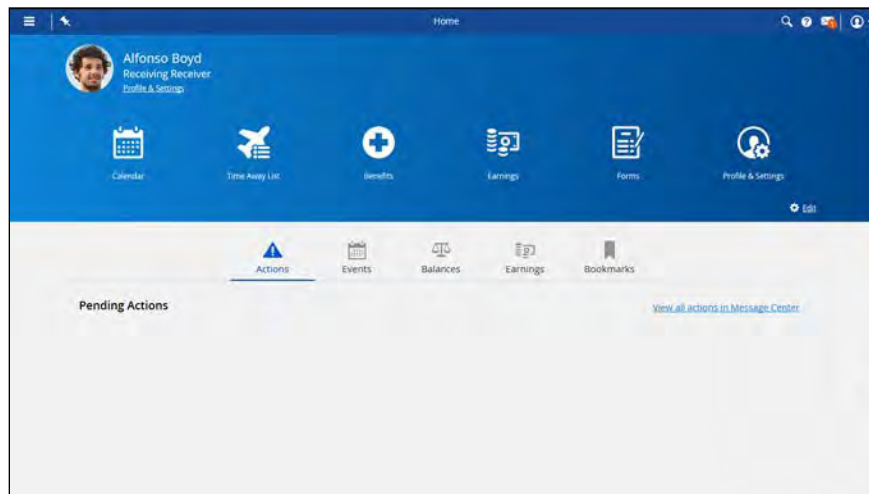 Home
Alfonso Boyd
Receiving Receiver
Profile & Settings
Calendar
Time Away List
Benefits
Earnings
Forms
Profile & Settings
Edit
Actions
Events
Balances
Earnings
Bookmarks
Pending Actions
View all actions in Message Center